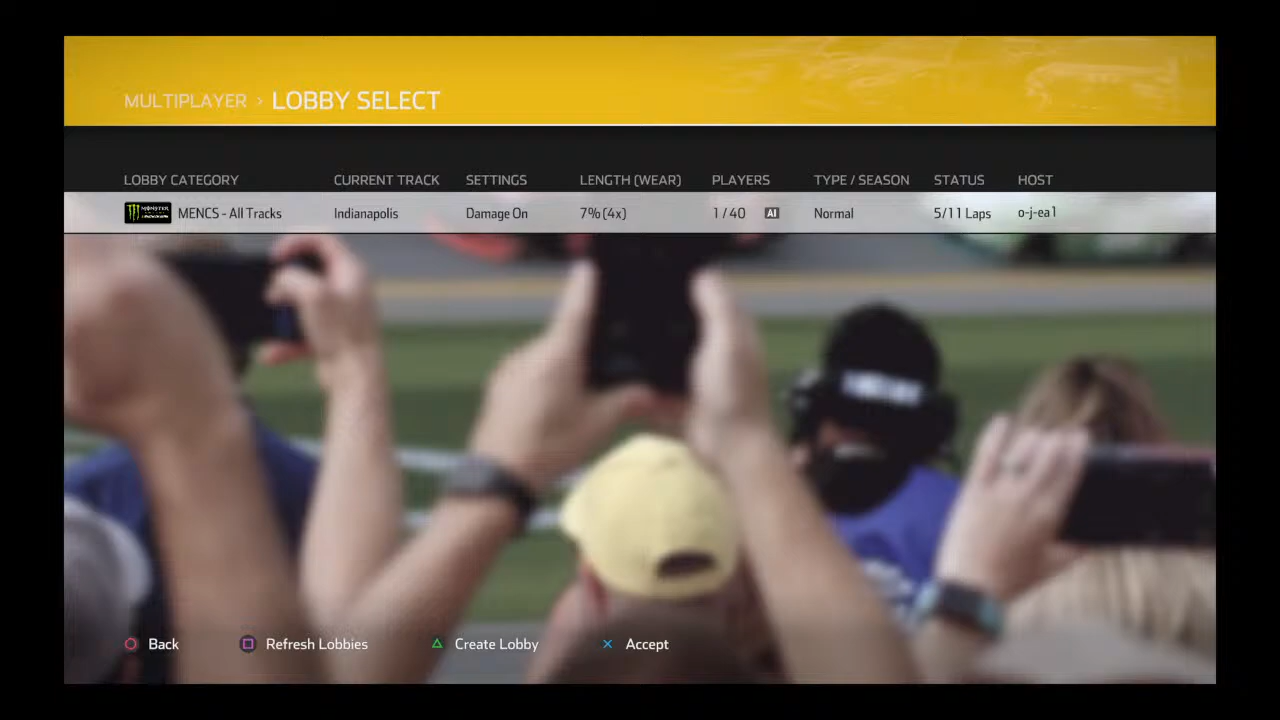 MULTIPLAYER > LOBBY SELECT
LOBBY CATEGORY CURRENT TRACK SETTINGS LENGTH (WEAR) PLAYERS TYPE / SEASON STATUS HOST
MONSTER MENCS - All Tracks Indianapolis Damage On 7% (4x) 1 / 40 AI Normal 5/11 Laps o-j-ea1
Back Refresh Lobbies Create Lobby Accept